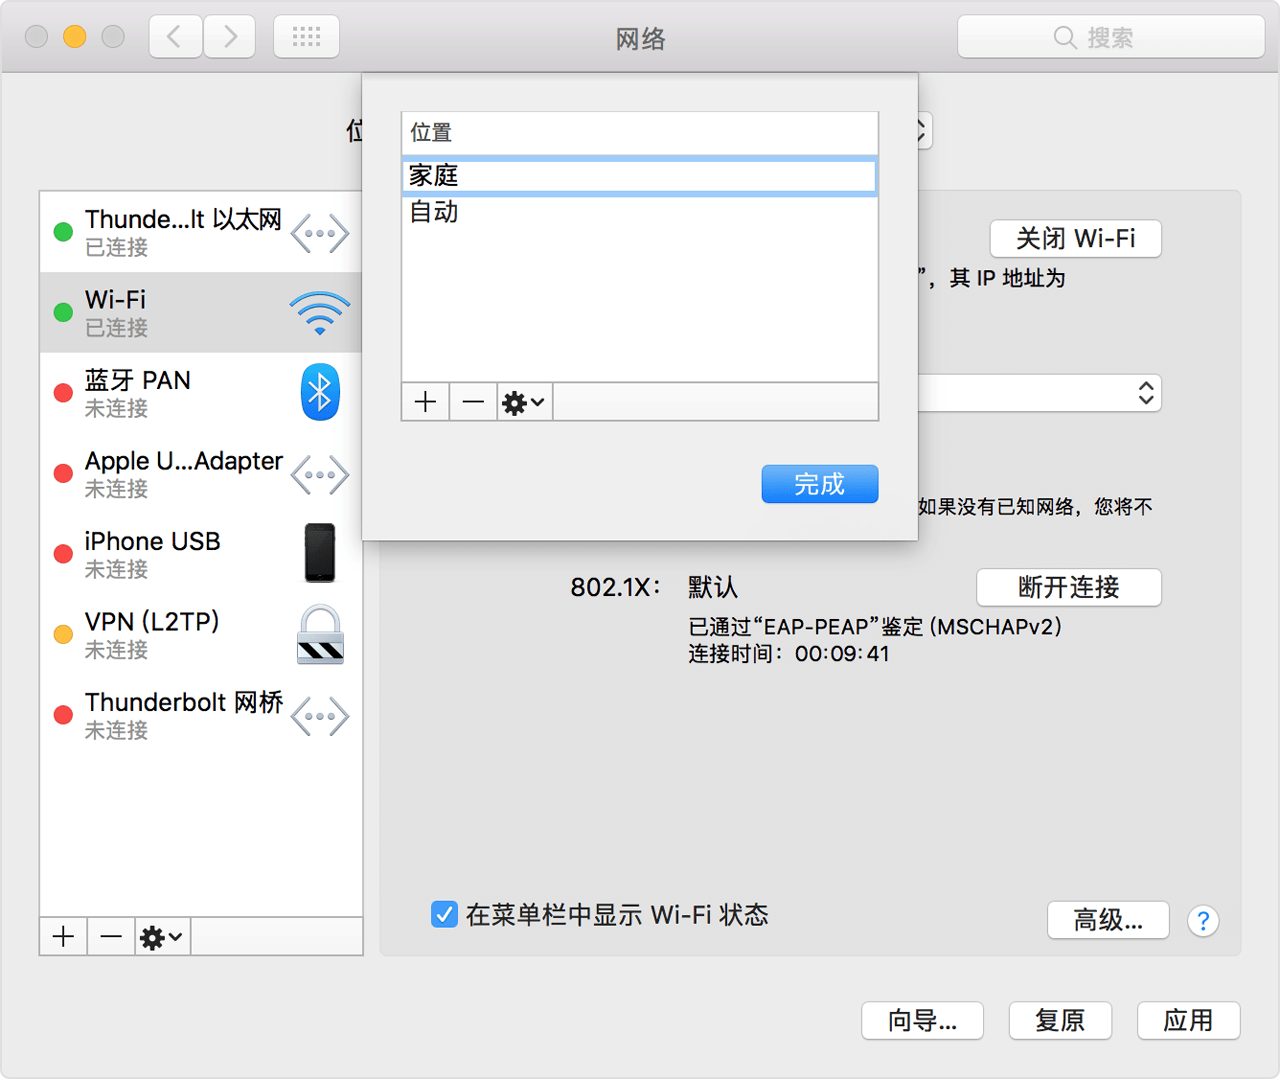 网络
搜索
位
位置
家庭
自动
完成
Thunde...lt 以太网
已连接
Wi-Fi
已连接
蓝牙 PAN
未连接
Apple U...Adapter
未连接
iPhone USB
未连接
VPN (L2TP)
未连接
Thunderbolt 网桥
未连接
关闭 Wi-Fi
”，其 IP 地址为
如果没有已知网络，您将不
802.1X： 默认
断开连接
已通过“EAP-PEAP”鉴定 (MSCHAPv2)
连接时间：00:09:41
在菜单栏中显示 Wi-Fi 状态
高级...
?
向导...
复原
应用